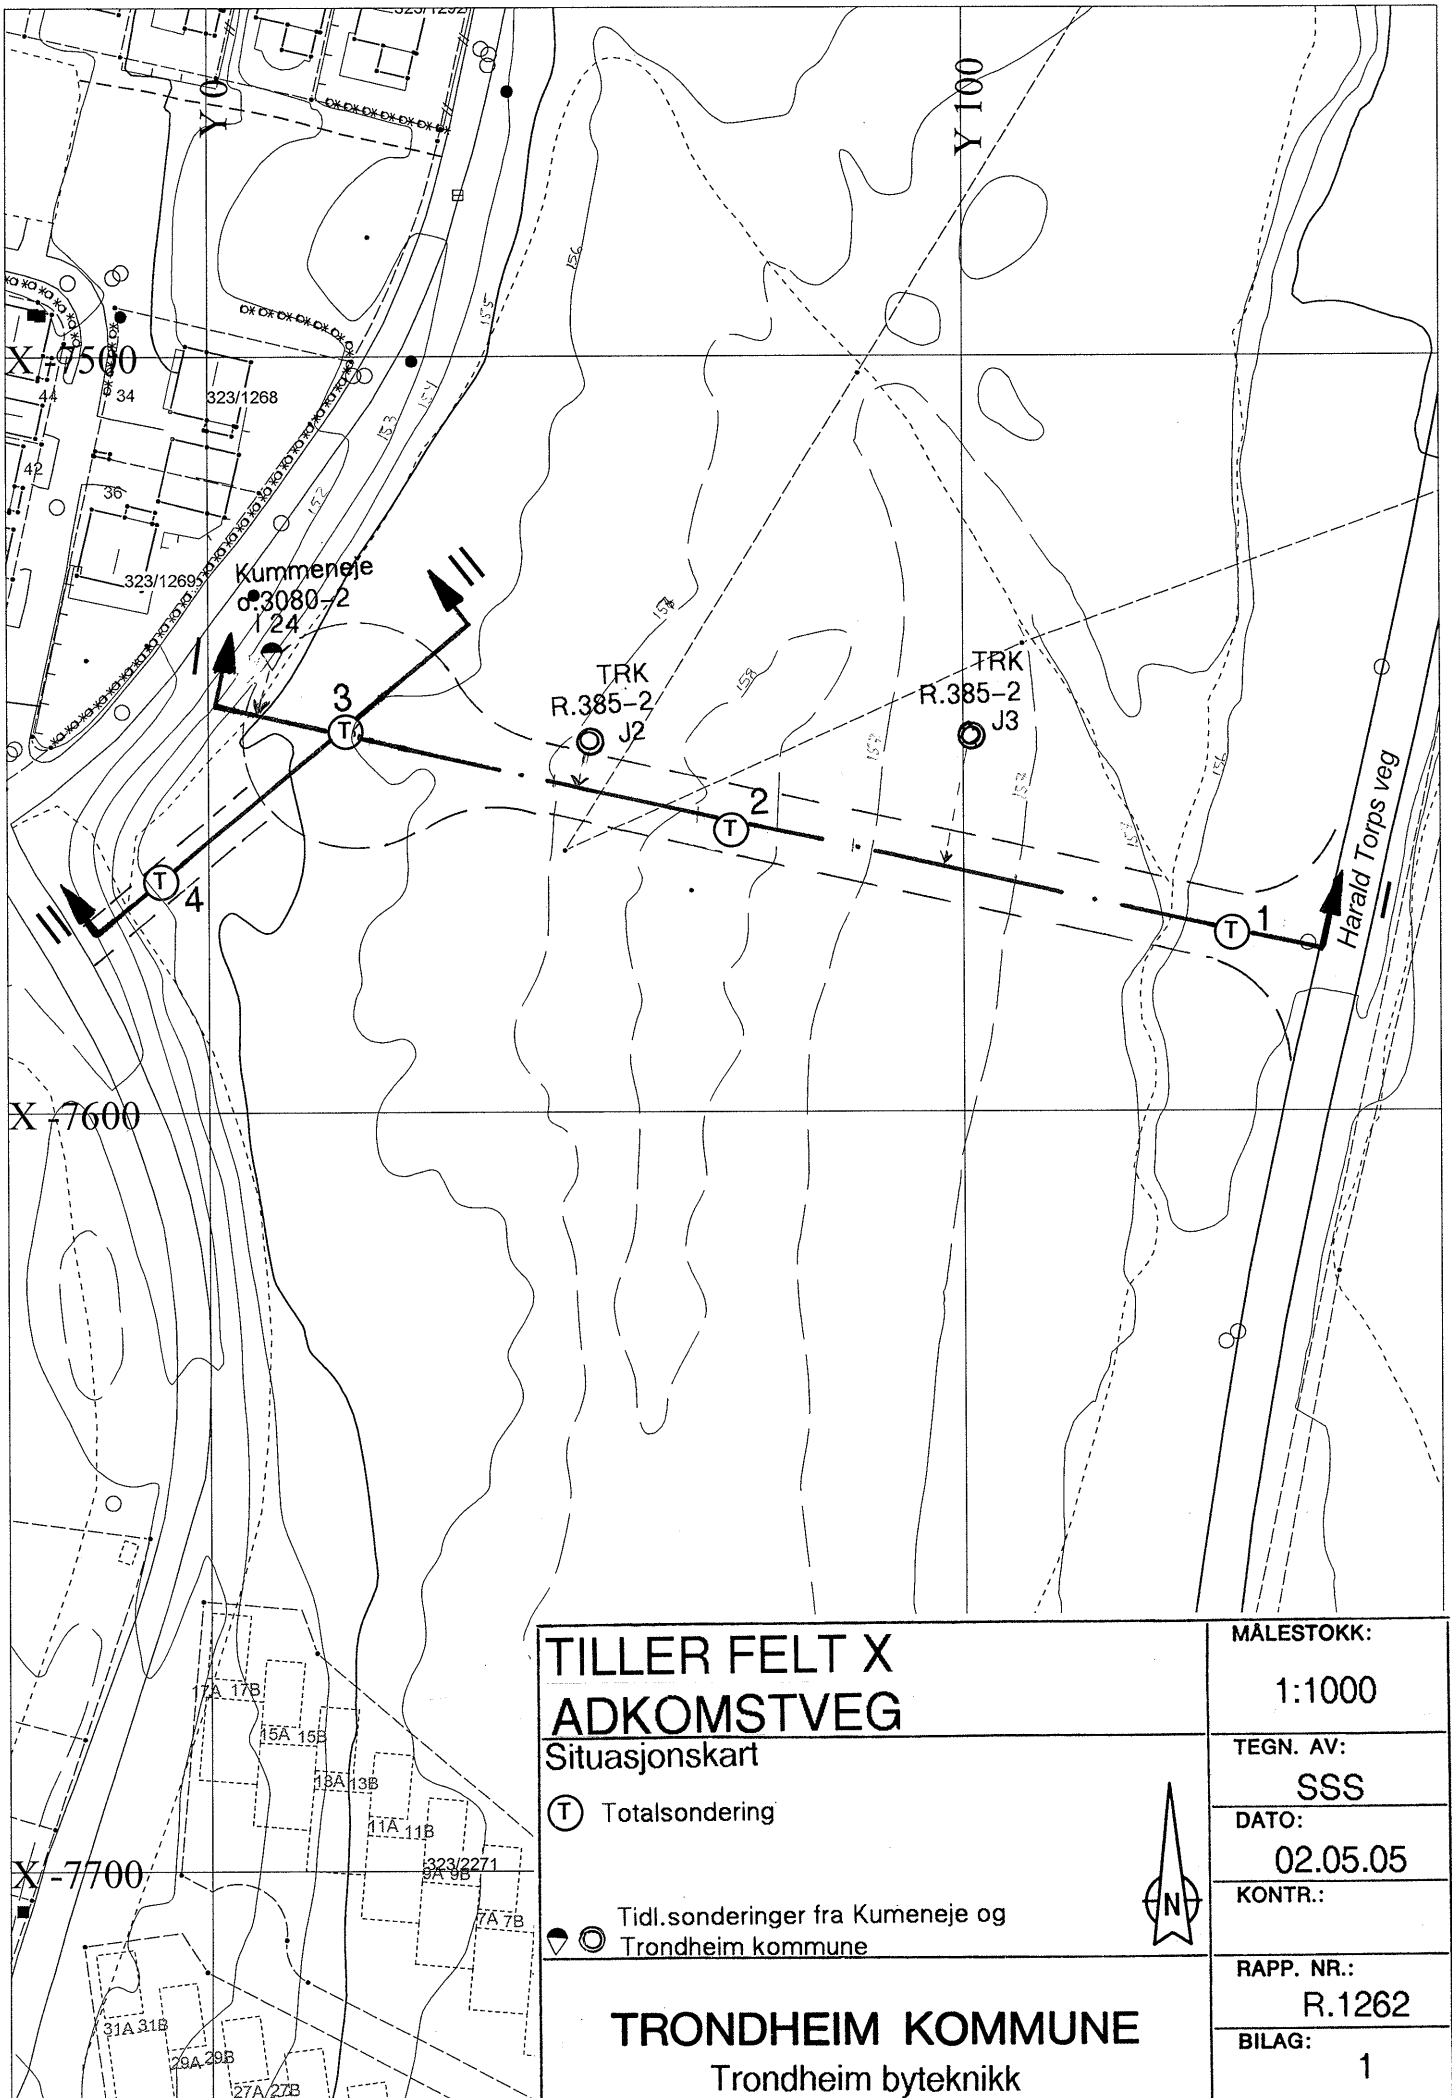 323/1292
Y 0
Y 100
156
155
X -7500
154
153
44
34
323/1268
42
152
36
323/1269
Kummeneje
o.3080-2
I 24
II
I
TRK
R.385-2
J2
TRK
R.385-2
J3
3
158
157
156
2
T
T
T
T
4
1
II
I
Harald Torps veg
X -7600
17A 17B
15A 15B
13A 13B
11A 11B
323/2271
9A 9B
7A 7B
X -7700
31A 31B
29A 29B
27A 27B
TILLER FELT X
ADKOMSTVEG
Situasjonskart
T Totalsondering
Tidl.sonderinger fra Kumeneje og
Trondheim kommune
N
TRONDHEIM KOMMUNE
Trondheim byteknikk
MÅLESTOKK:
1:1000
TEGN. AV:
SSS
DATO:
02.05.05
KONTR.:
RAPP. NR.:
R.1262
BILAG:
1